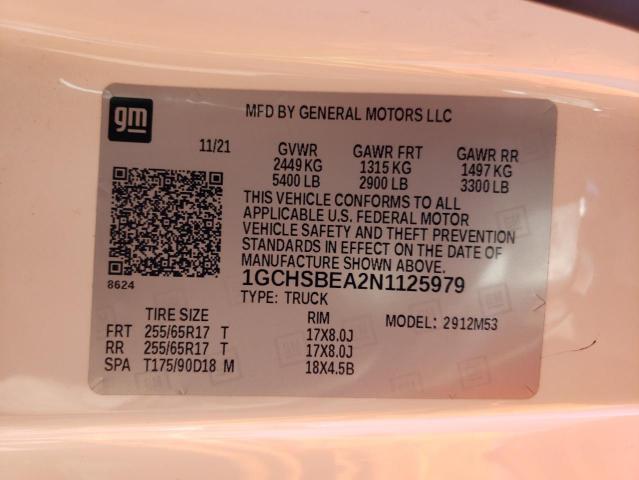 gm
MFD BY GENERAL MOTORS LLC
11/21 GVWR GAWR FRT GAWR RR
2449 KG 1315 KG 1497 KG
5400 LB 2900 LB 3300 LB
THIS VEHICLE CONFORMS TO ALL
APPLICABLE U.S. FEDERAL MOTOR
VEHICLE SAFETY AND THEFT PREVENTION
STANDARDS IN EFFECT ON THE DATE OF
MANUFACTURE SHOWN ABOVE.
8624 1GCHSBEA2N1125979
TYPE: TRUCK
TIRE SIZE RIM MODEL: 2912M53
FRT 255/65R17 T 17X8.0J
RR 255/65R17 T 17X8.0J
SPA T175/90D18 M 18X4.5B